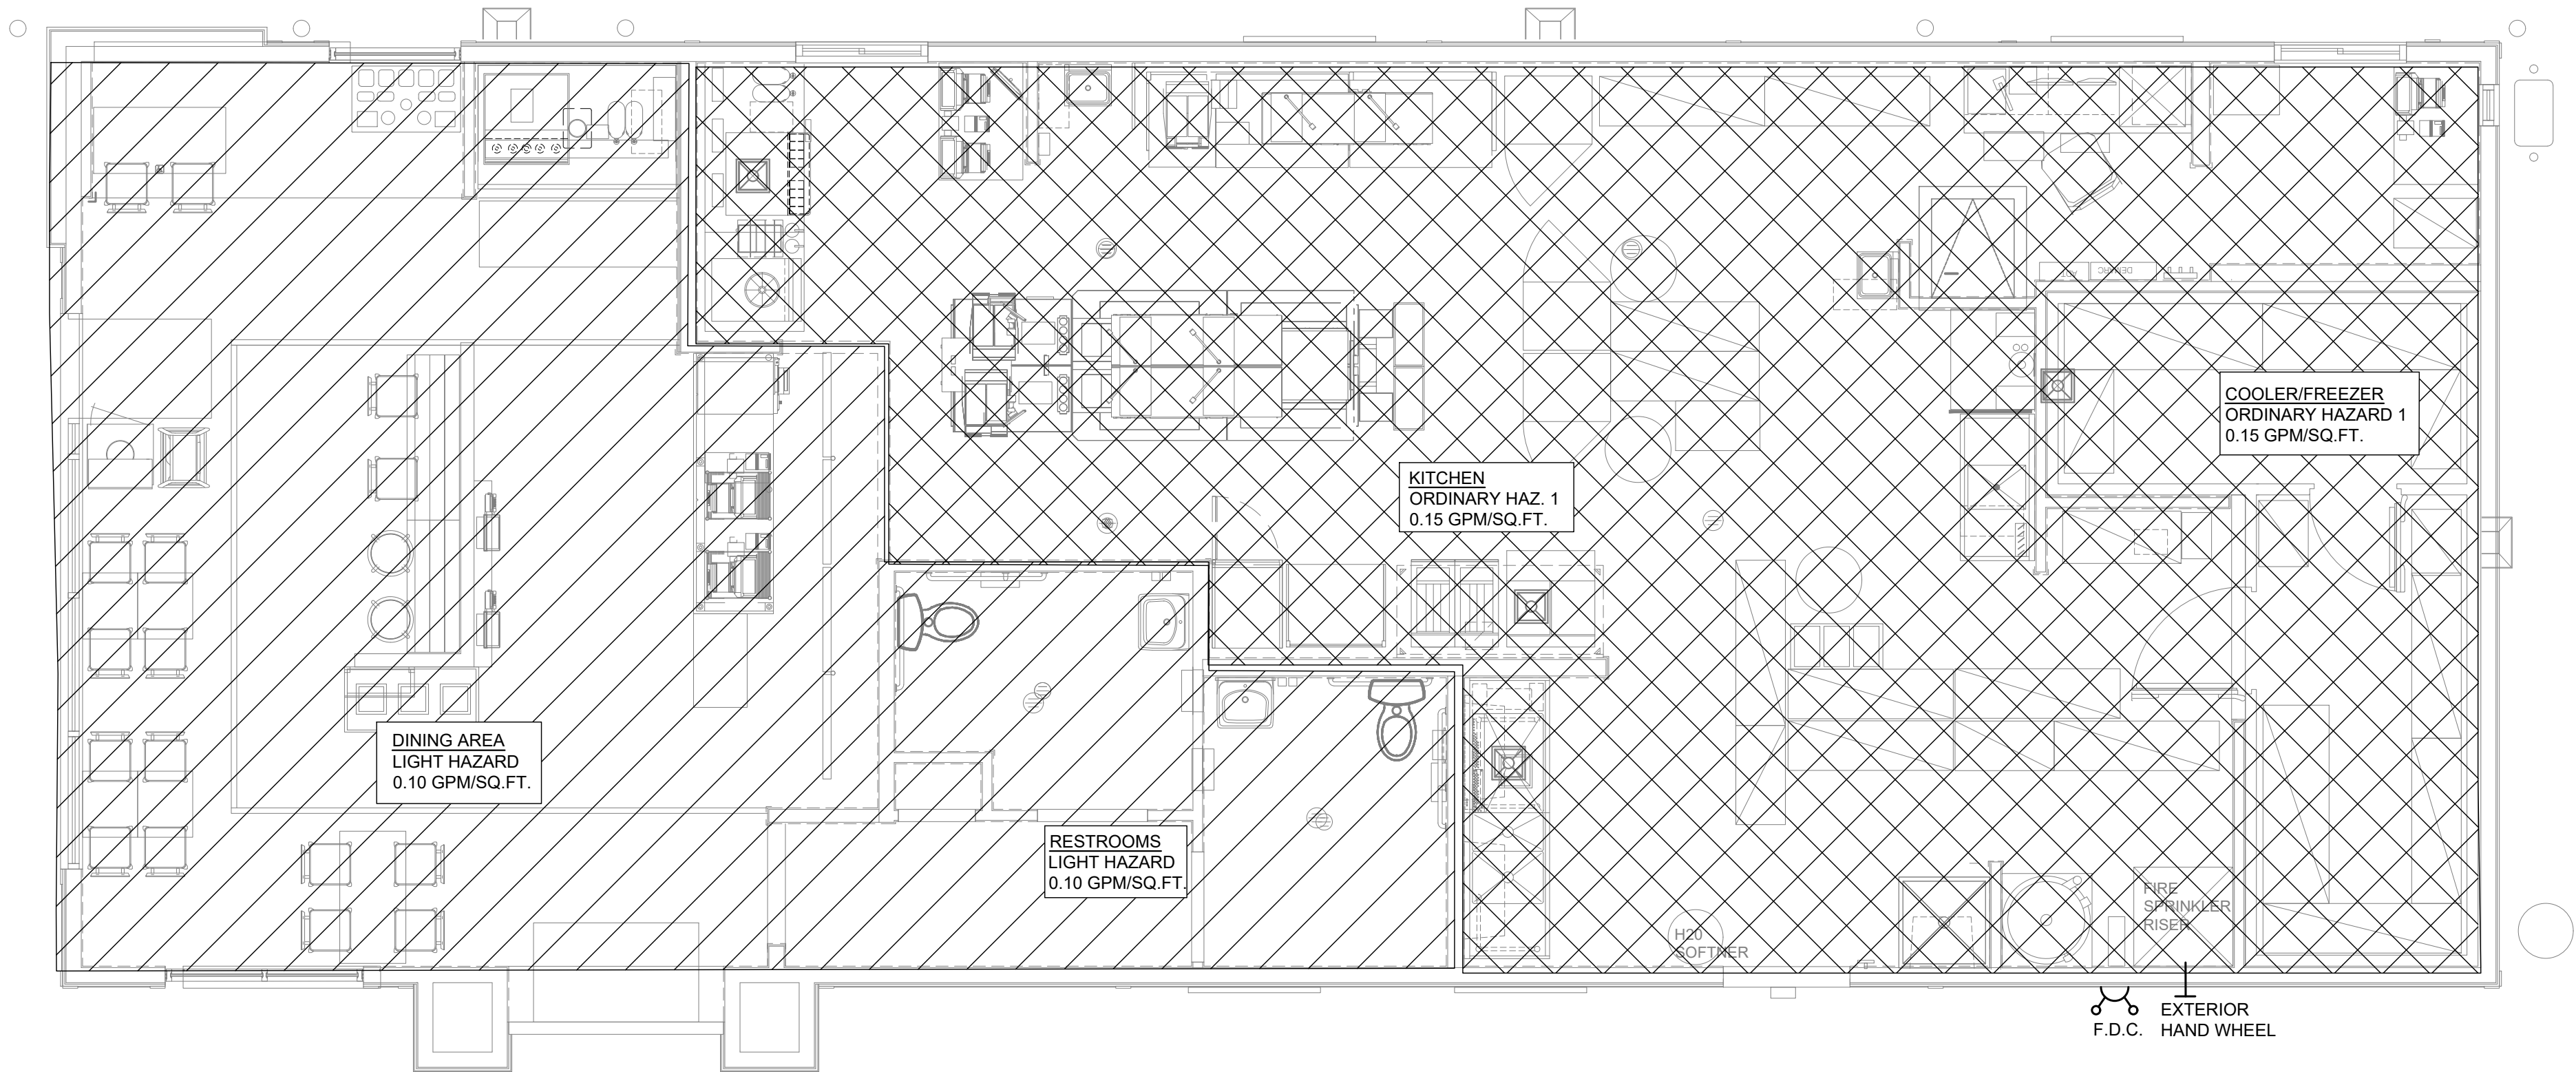 ADT
DEMARC
COOLER/FREEZER
ORDINARY HAZARD 1
0.15 GPM/SQ.FT.
KITCHEN
ORDINARY HAZ. 1
0.15 GPM/SQ.FT.
DINING AREA
LIGHT HAZARD
0.10 GPM/SQ.FT.
RESTROOMS
LIGHT HAZARD
0.10 GPM/SQ.FT.
FIRE
SPRINKLER
RISER
H20
SOFTNER
EXTERIOR
HAND WHEEL
F.D.C.